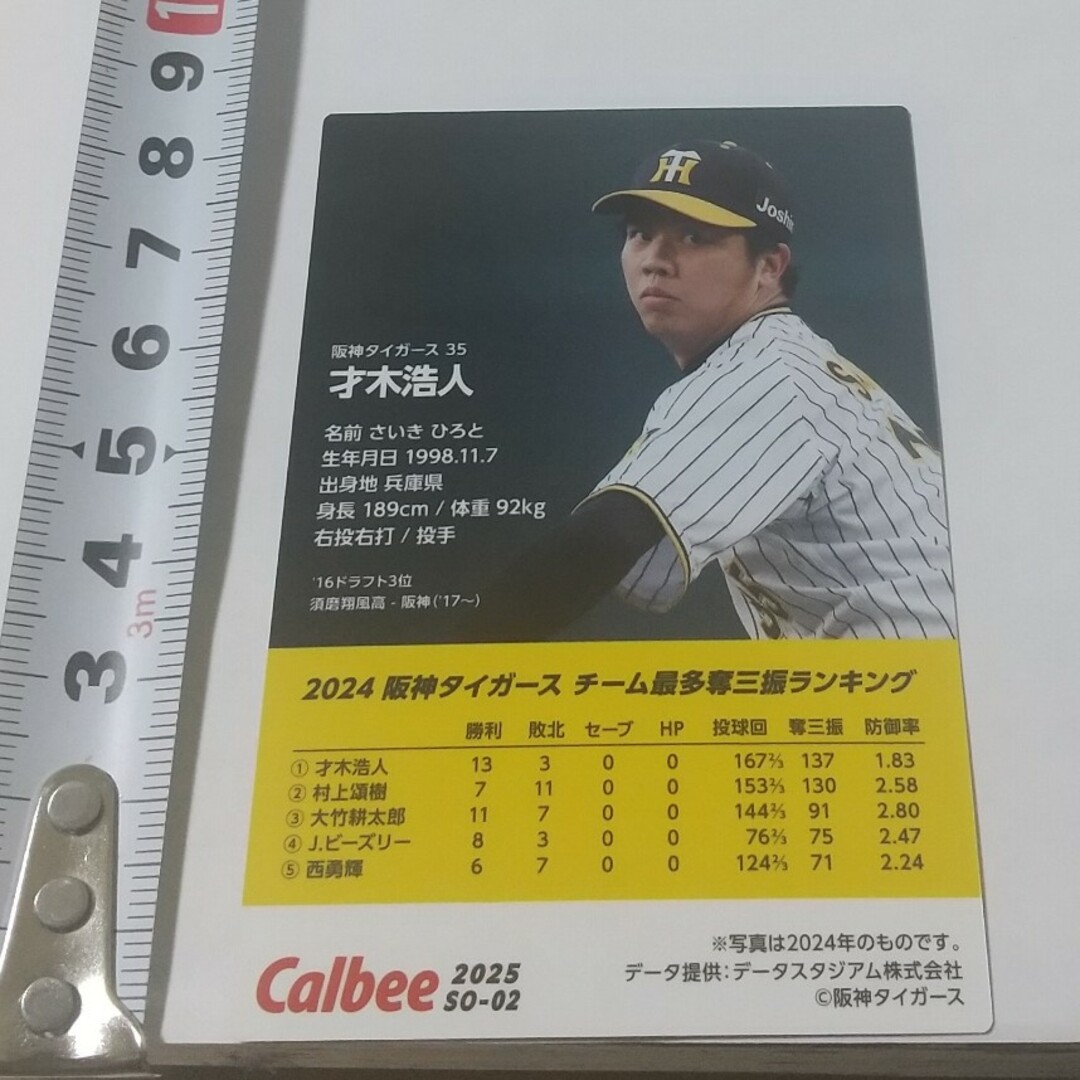 1
9
8
7
6
5
4
3m
3
TH
Joshin
阪神タイガース 35
才木浩人
名前 さいき ひろと
生年月日 1998.11.7
出身地 兵庫県
身長 189cm / 体重 92kg
右投右打 / 投手
'16ドラフト3位
須磨翔風高 - 阪神('17〜)
2024 阪神タイガース チーム最多奪三振ランキング
勝利 敗北 セーブ HP 投球回 奪三振 防御率
① 才木浩人 13 3 0 0 167⅔ 137 1.83
② 村上頌樹 7 11 0 0 153⅔ 130 2.58
③ 大竹耕太郎 11 7 0 0 144⅔ 91 2.80
④ J.ビーズリー 8 3 0 0 76⅔ 75 2.47
⑤ 西勇輝 6 7 0 0 124⅔ 71 2.24
※写真は2024年のものです。
データ提供:データスタジアム株式会社
©阪神タイガース
Calbee 2025
SO-02